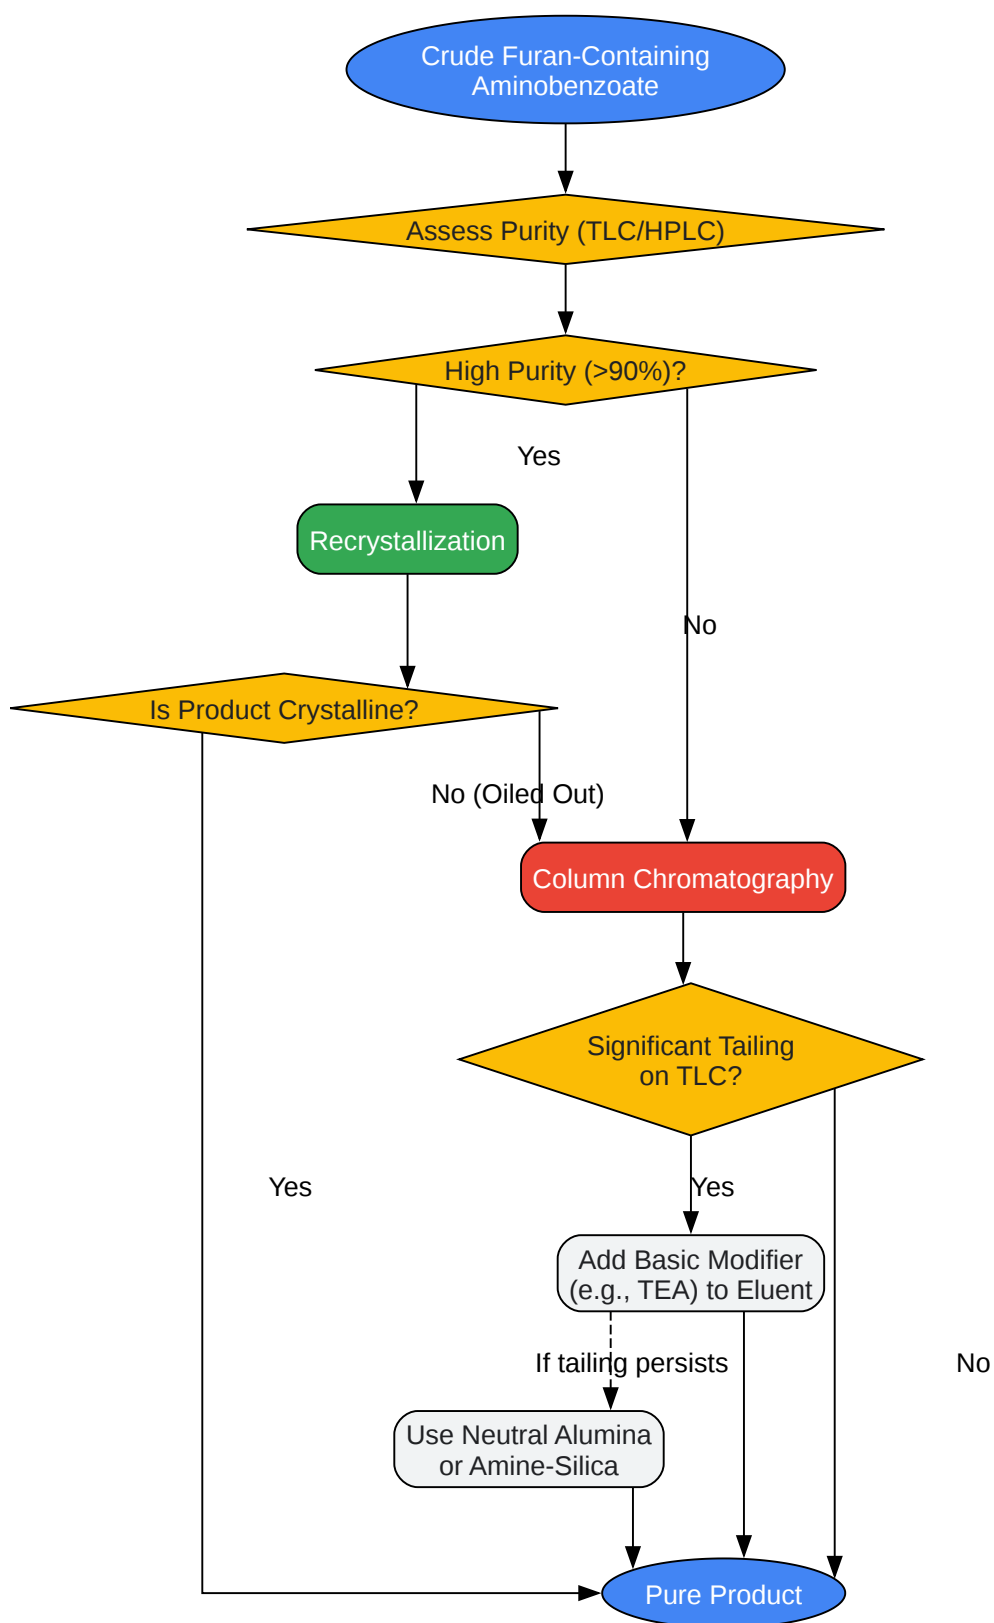 Crude Furan-Containing
Aminobenzoate
Assess Purity (TLC/HPLC)
High Purity (>90%)?
Yes
Recrystallization
No
Is Product Crystalline?
No (Oiled Out)
Column Chromatography
Significant Tailing
on TLC?
Yes
Yes
Add Basic Modifier
(e.g., TEA) to Eluent
If tailing persists
No
Use Neutral Alumina
or Amine-Silica
Pure Product